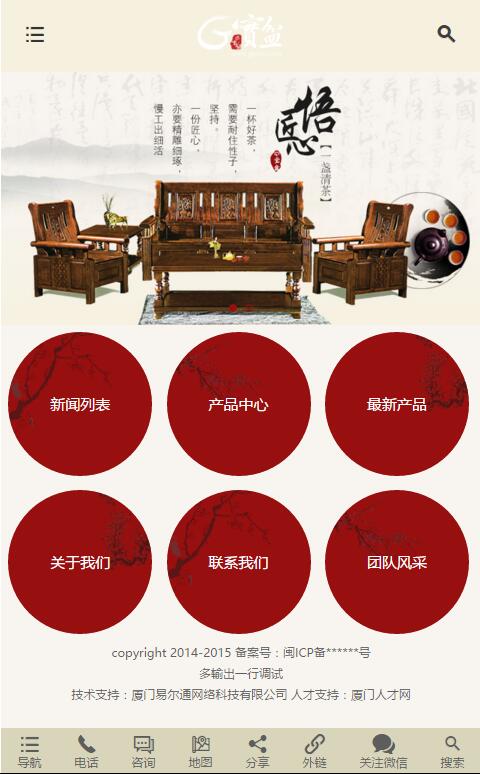 寶盆
悟
匠心
【一盏清茶】
一杯好茶，
需要耐住性子，
坚持。
一份匠心，
亦要精雕细琢，
慢工出细活
新闻列表
产品中心
最新产品
关于我们
联系我们
团队风采
copyright 2014-2015 备案号：闽ICP备******号
多输出一行调试
技术支持：厦门易尔通网络科技有限公司 人才支持：厦门人才网
导航
电话
咨询
地图
分享
外链
关注微信
搜索